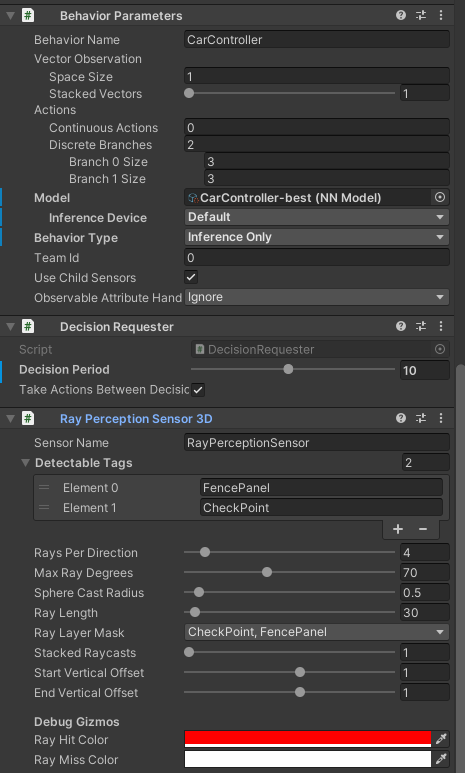 # Behavior Parameters
Behavior Name CarController
Vector Observation
Space Size 1
Stacked Vectors 1
Actions
Continuous Actions 0
Discrete Branches 2
Branch 0 Size 3
Branch 1 Size 3
Model CarController-best (NN Model)
Inference Device Default
Behavior Type Inference Only
Team Id 0
Use Child Sensors
Observable Attribute Hand Ignore
# Decision Requester
Script # DecisionRequester
Decision Period 10
Take Actions Between Decisic
# Ray Perception Sensor 3D
Sensor Name RayPerceptionSensor
Detectable Tags 2
Element 0 FencePanel
Element 1 CheckPoint
+ −
Rays Per Direction 4
Max Ray Degrees 70
Sphere Cast Radius 0.5
Ray Length 30
Ray Layer Mask CheckPoint, FencePanel
Stacked Raycasts 1
Start Vertical Offset 1
End Vertical Offset 1
Debug Gizmos
Ray Hit Color
Ray Miss Color